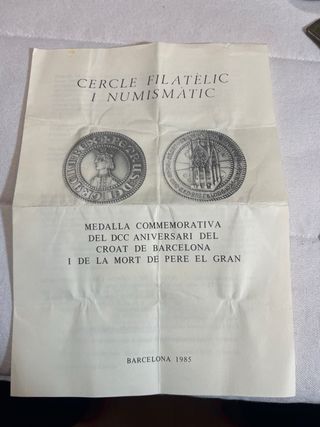 CERCLE FILATÈLIC
I NUMISMÀTIC
MEDALLA COMMEMORATIVA
DEL DCC ANIVERSARI DEL
CROAT DE BARCELONA
I DE LA MORT DE PERE EL GRAN
BARCELONA 1985